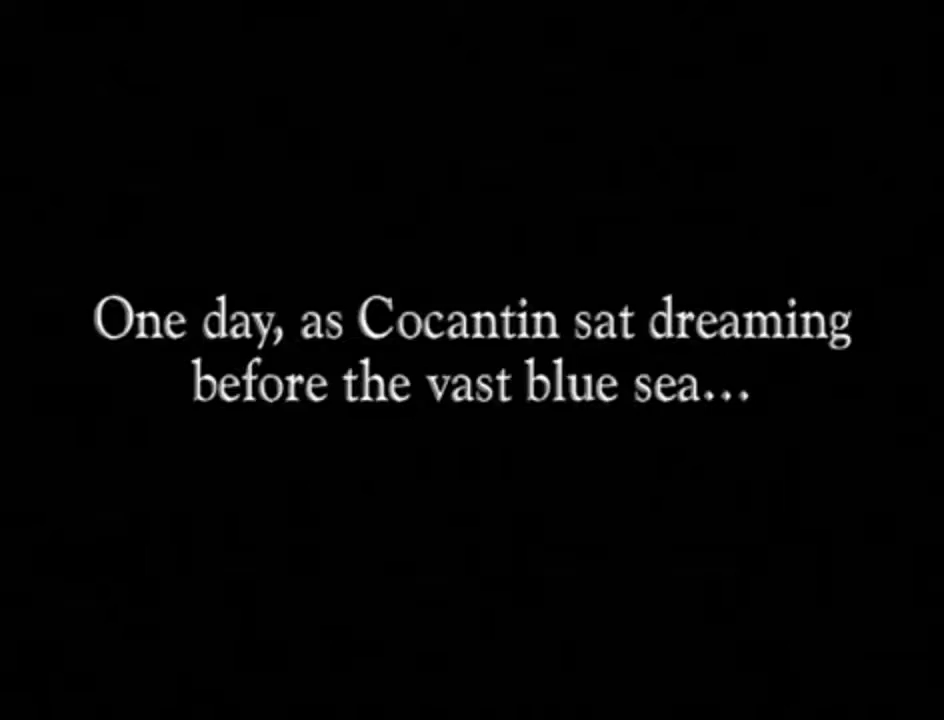 One day, as Cocantin sat dreaming
before the vast blue sea...